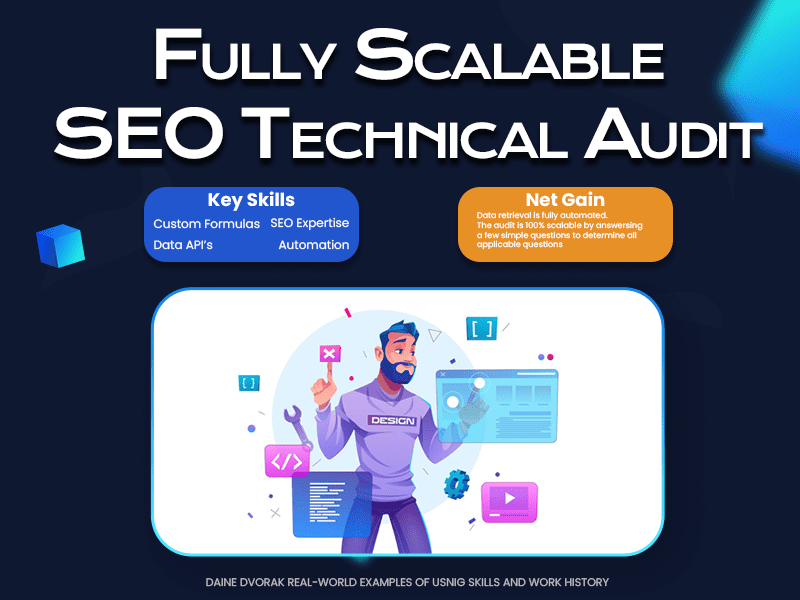 FULLY SCALABLE
SEO TECHNICAL AUDIT
Key Skills
Custom Formulas SEO Expertise
Data API's Automation
Net Gain
Data retrieval is fully automated.
The audit is 100% scalable by answersing
a few simple questions to determine all
applicable questions
[ ]
{ }
DESIGN
</>
DAINE DVORAK REAL-WORLD EXAMPLES OF USNIG SKILLS AND WORK HISTORY